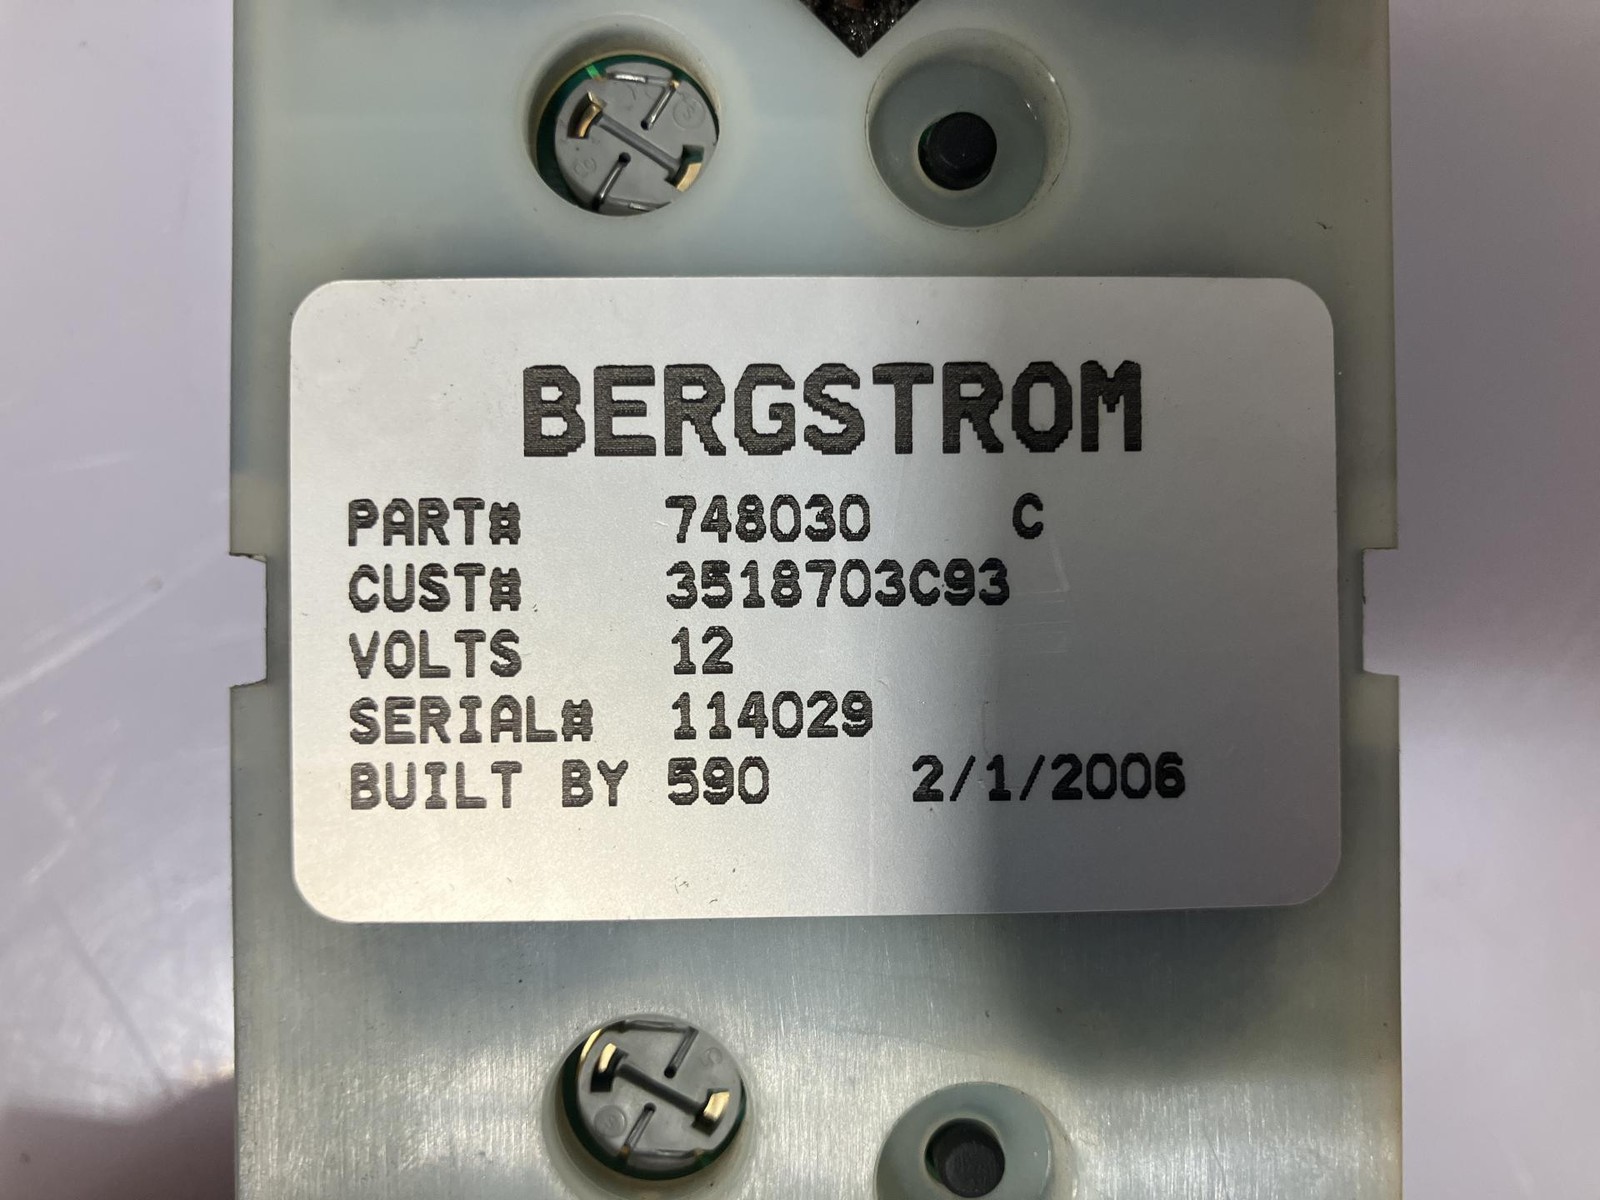 BERGSTROM
PART# 748030 C
CUST# 3518703C93
VOLTS 12
SERIAL# 114029
BUILT BY 590 2/1/2006